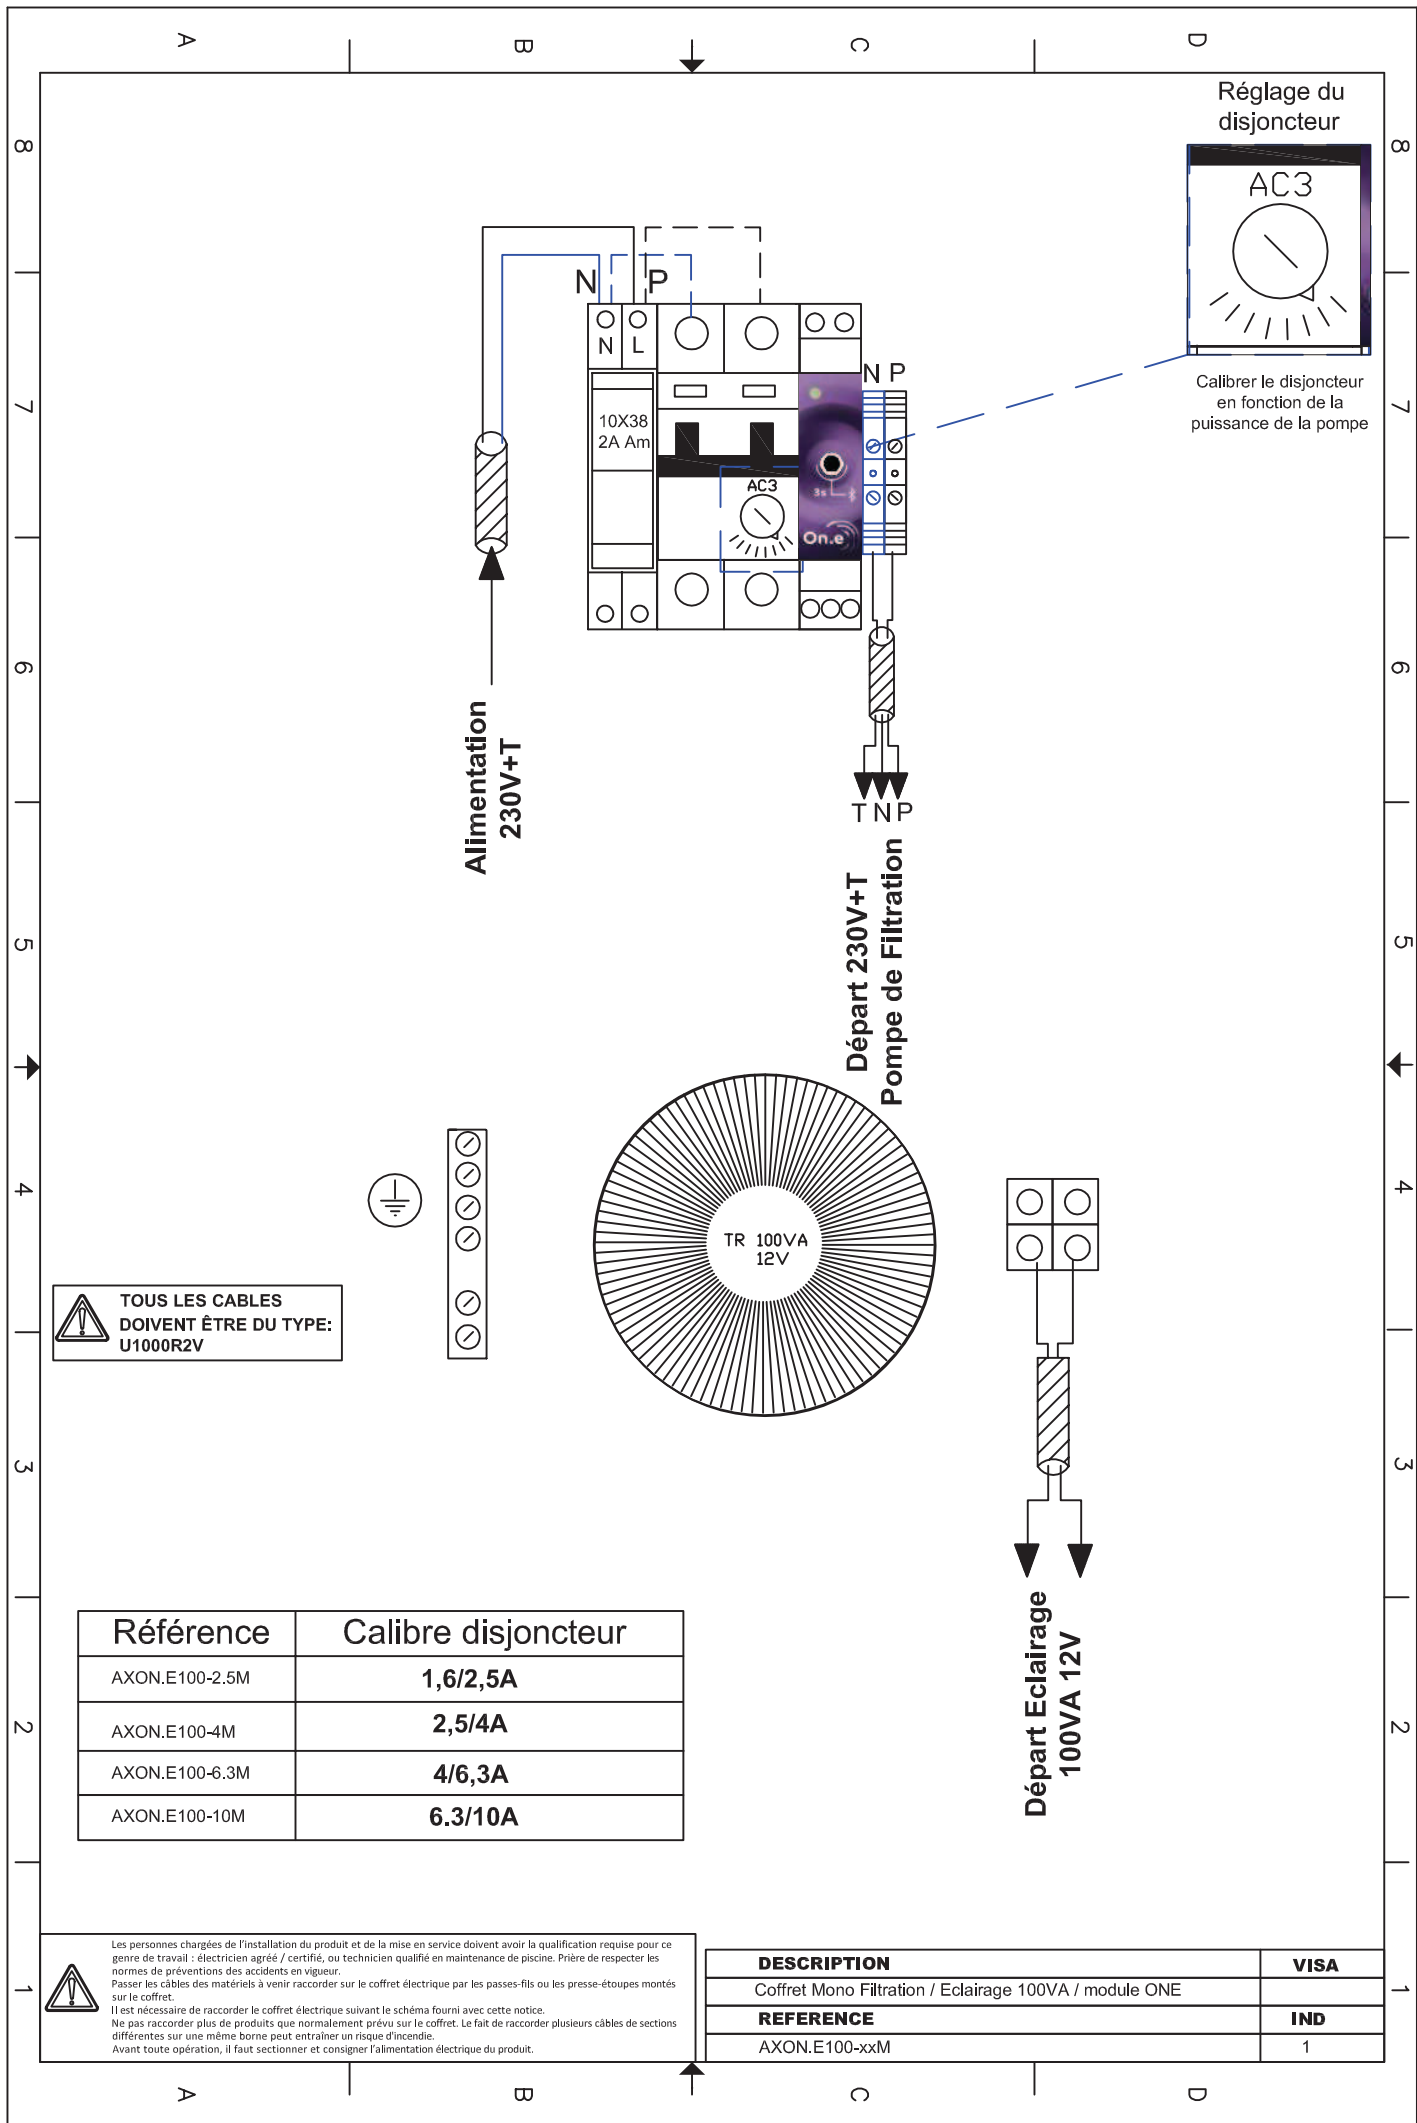 A
B
C
D
8
8
Réglage du
disjoncteur
AC3
Calibrer le disjoncteur
en fonction de la
puissance de la pompe
N
P
N
L
7
7
10X38
2A Am
AC3
3s
On.e
N P
6
6
Alimentation
230V+T
T N P
Départ 230V+T
Pompe de Filtration
5
5
4
4
TR 100VA
12V
TOUS LES CABLES
DOIVENT ÊTRE DU TYPE:
U1000R2V
3
3
Départ Eclairage
100VA 12V
Référence
Calibre disjoncteur
AXON.E100-2.5M
1,6/2,5A
AXON.E100-4M
2,5/4A
AXON.E100-6.3M
4/6,3A
AXON.E100-10M
6.3/10A
2
2
Les personnes chargées de l'installation du produit et de la mise en service doivent avoir la qualification requise pour ce
genre de travail : électricien agréé / certifié, ou technicien qualifié en maintenance de piscine. Prière de respecter les
normes de préventions des accidents en vigueur.
Passer les câbles des matériels à venir raccorder sur le coffret électrique par les passes-fils ou les presse-étoupes montés
sur le coffret.
Il est nécessaire de raccorder le coffret électrique suivant le schéma fourni avec cette notice.
Ne pas raccorder plus de produits que normalement prévu sur le coffret. Le fait de raccorder plusieurs câbles de sections
différentes sur une même borne peut entraîner un risque d'incendie.
Avant toute opération, il faut sectionner et consigner l'alimentation électrique du produit.
DESCRIPTION
VISA
Coffret Mono Filtration / Eclairage 100VA / module ONE
REFERENCE
IND
AXON.E100-xxM
1
1
1
A
B
C
D